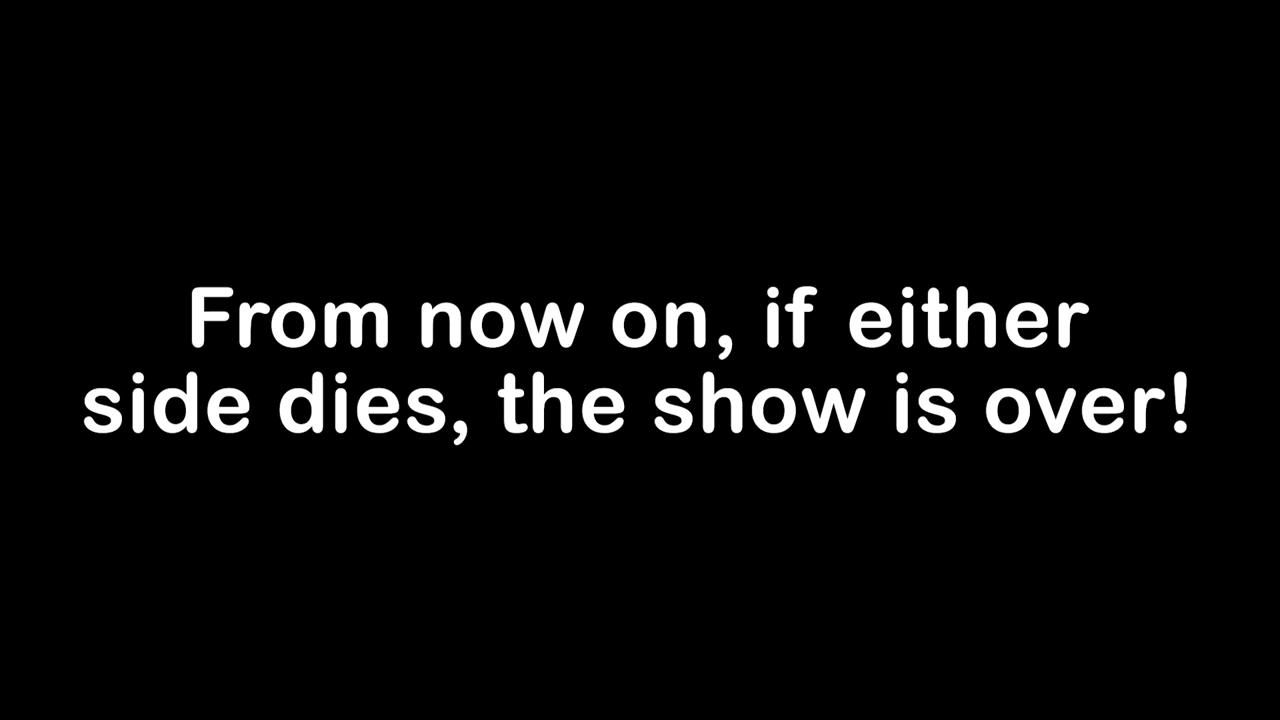 From now on, if either
side dies, the show is over!